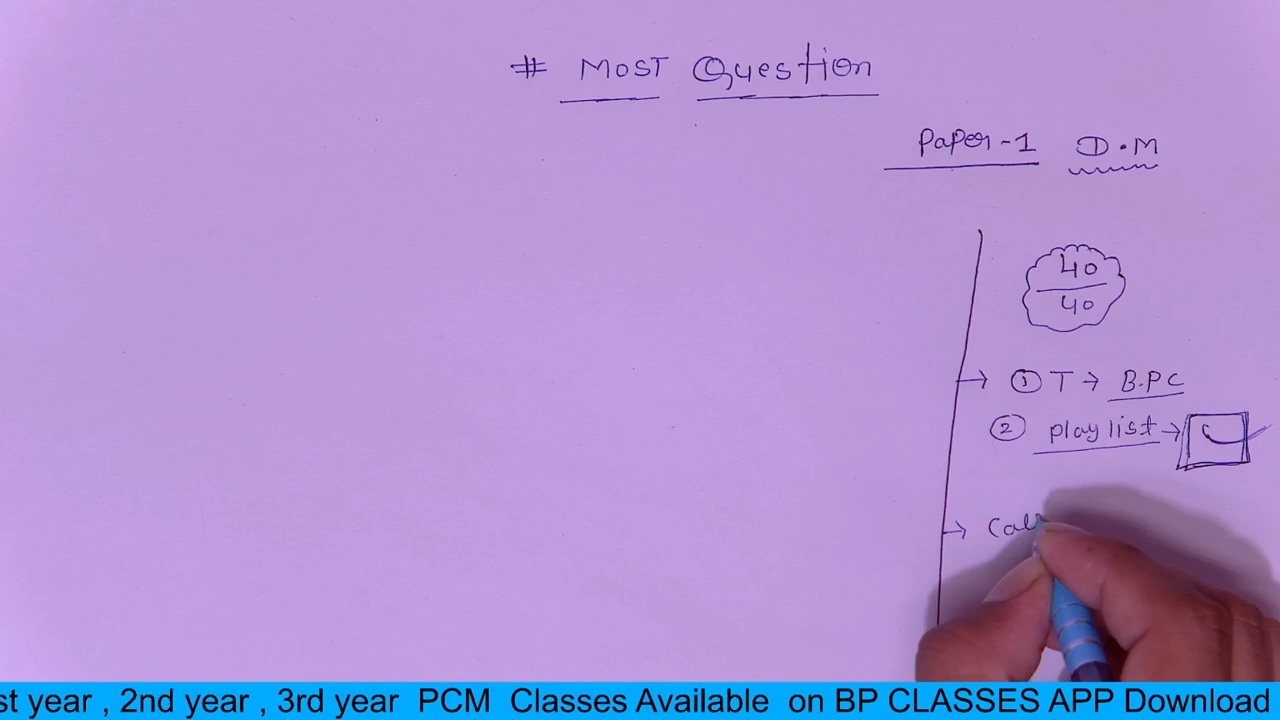 # MOST Question
Paper-1 D.M
40
40
① T → B.P.C
② play list →
→
st year , 2nd year , 3rd year PCM Classes Available on BP CLASSES APP Download